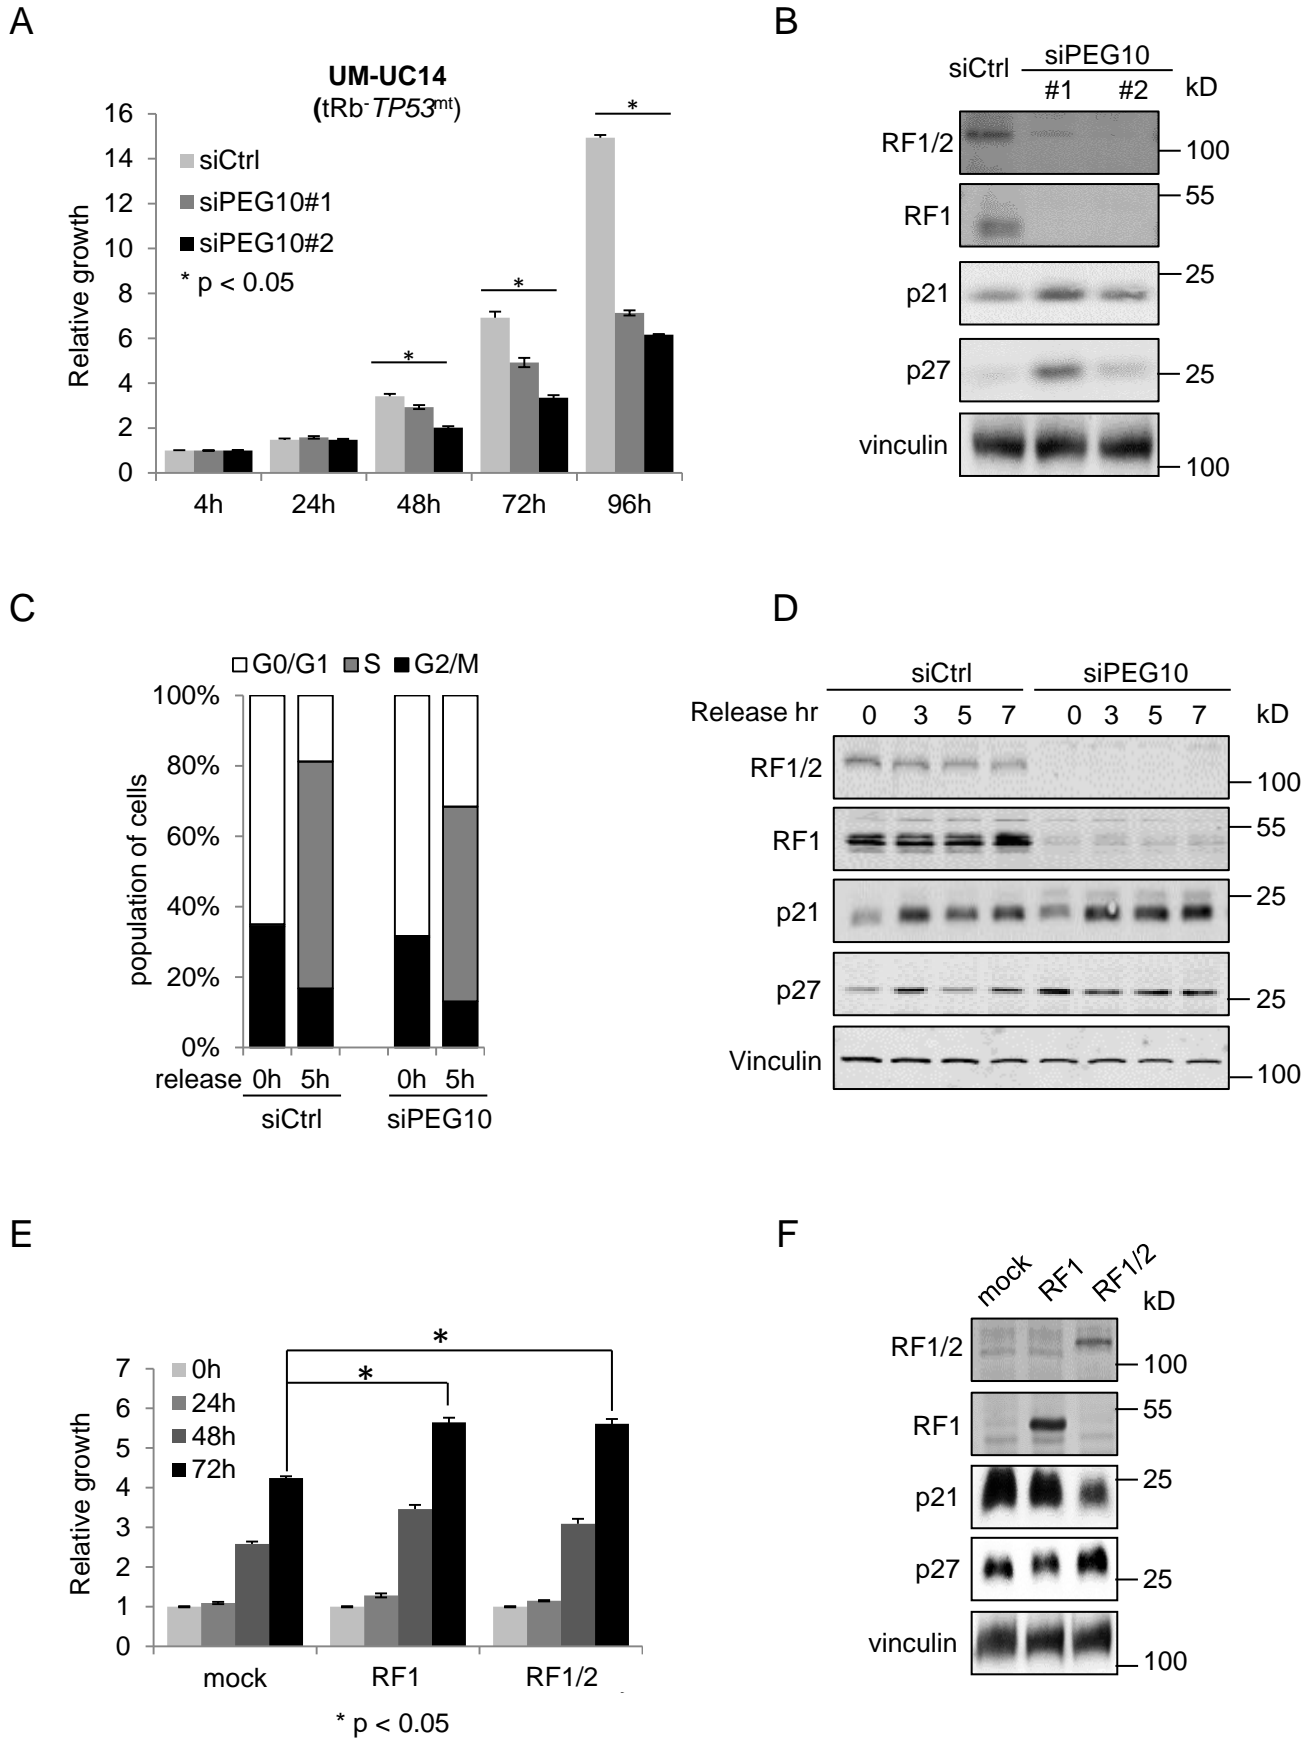 A
UM-UC14
(tRb-TP53mt)
Relative growth
16
14
12
10
8
6
4
2
0
siCtrl
siPEG10#1
siPEG10#2
* p < 0.05
*
*
*
4h 24h 48h 72h 96h
B
siCtrl siPEG10
#1 #2 kD
RF1/2 100
RF1 55
p21 25
p27 25
vinculin 100
C
G0/G1 S G2/M
population of cells
100%
80%
60%
40%
20%
0%
release 0h 5h 0h 5h
siCtrl siPEG10
D
siCtrl siPEG10
Release hr 0 3 5 7 0 3 5 7 kD
RF1/2 100
RF1 55
p21 25
p27 25
Vinculin 100
E
Relative growth
7
6
5
4
3
2
1
0
0h
24h
48h
72h
*
*
mock RF1 RF1/2
* p < 0.05
F
mock RF1 RF1/2 kD
RF1/2 100
RF1 55
p21 25
p27 25
vinculin 100